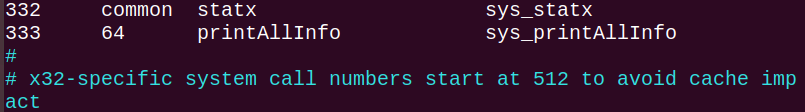 332     common  statx                   sys_statx
333     64      printAllInfo            sys_printAllInfo
#
# x32-specific system call numbers start at 512 to avoid cache imp
act